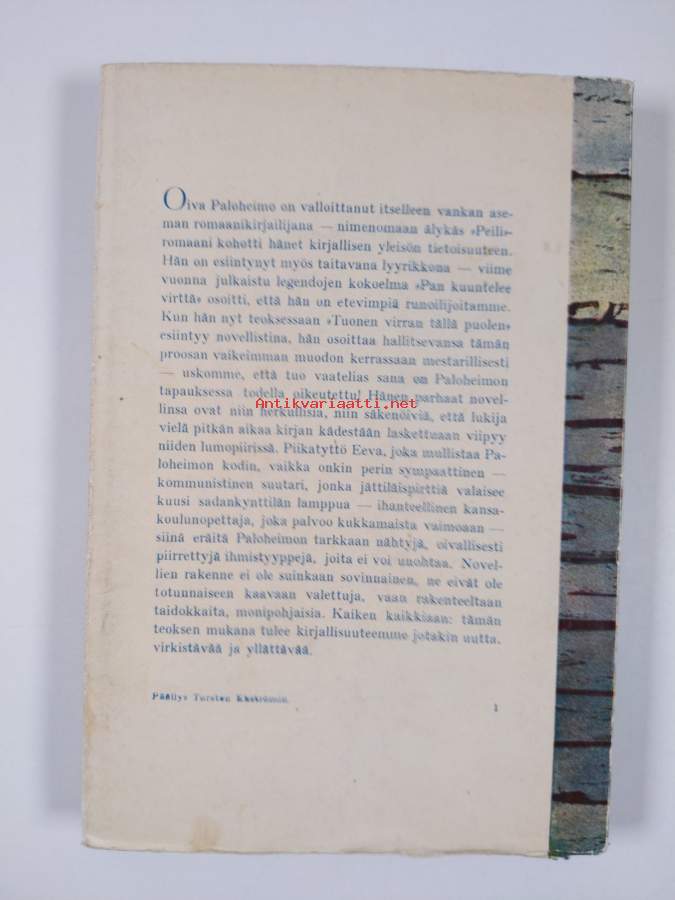 Oiva Paloheimo on valloittanut itselleen vankan ase-
man romaanikirjailijana — nimenomaan älykäs »Peili»-
romaani kohotti hänet kirjallisen yleisön tietoisuuteen.
Hän on esiintynyt myös taitavana lyyrikkona — viime
vuonna julkaistu legendojen kokoelma »Pan kuuntelee
virttä» osoitti, että hän on etevimpiä runoilijoitamme.
Kun hän nyt teoksessaan »Tuonen virran tällä puolen»
esiintyy novellistina, hän osoittaa hallitsevansa tämän
proosan vaikeimman muodon kerrassaan mestarillisesti
— uskomme, että tuo vaatelias sana on Paloheimon
tapauksessa todella oikeutettu! Hänen parhaat novel-
Antikvariaatti.net
linsa ovat niin herkullisia, niin säkenöiviä, että lukija
vielä pitkän aikaa kirjan kädestään laskettuaan viipyy
niiden lumopiirissä. Piikatyttö Eeva, joka mullistaa Pa-
loheimon kodin, vaikka onkin perin sympaattinen —
kommunistinen suutari, jonka jättiläispirttiä valaisee
kuusi sadankynttilän lamppua — ihanteellinen kansa-
koulunopettaja, joka palvoo kukkamaista vaimoaan —
siinä eräitä Paloheimon tarkkaan nähtyjä, oivallisesti
piirrettyjä ihmistyyppejä, joita ei voi unohtaa. Novel-
lien rakenne ei ole suinkaan sovinnainen, ne eivät ole
totunnaiseen kaavaan valettuja, vaan rakenteeltaan
taidokkaita, monipohjaisia. Kaiken kaikkiaan: tämän
teoksen mukana tulee kirjallisuuteemme jotakin uutta,
virkistävää ja yllättävää.
Päällys Torsten Ekströmin.
1